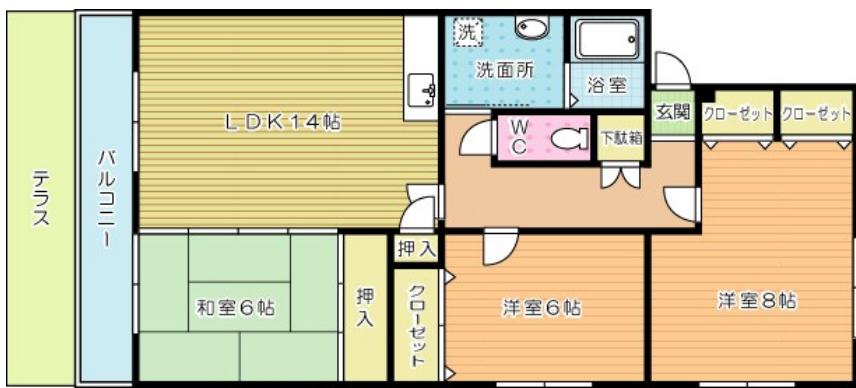 テラス
バルコニー
LDK14帖
洗
洗面所
浴室
WC
下駄箱
玄関
クローゼット
クローゼット
押入
和室6帖
押入
クローゼット
洋室6帖
洋室8帖